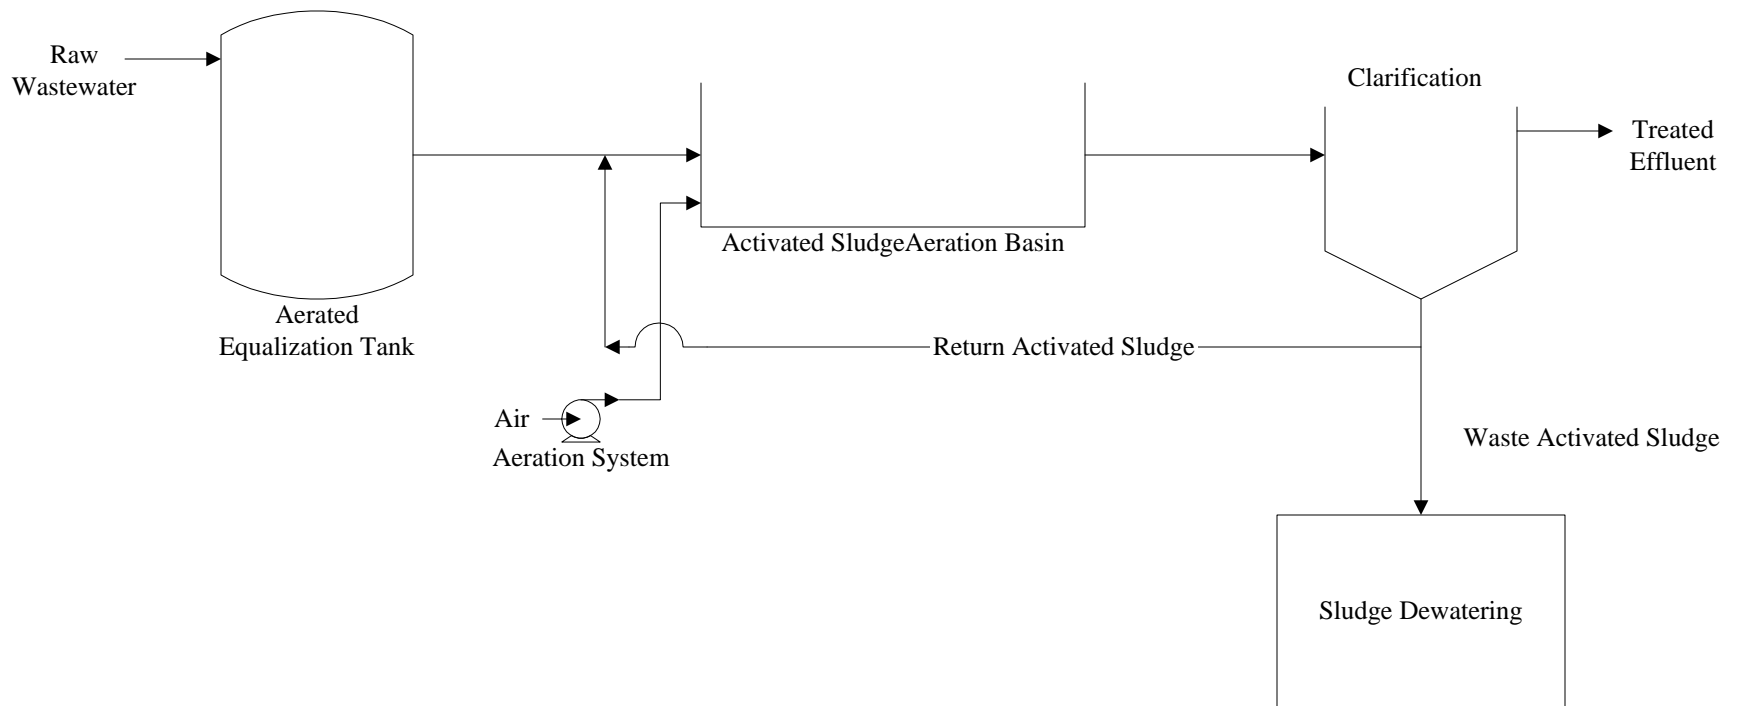 Raw
Wastewater
Clarification
Treated
Effluent
Activated SludgeAeration Basin
Aerated
Equalization Tank
Return Activated Sludge
Air
Aeration System
Waste Activated Sludge
Sludge Dewatering